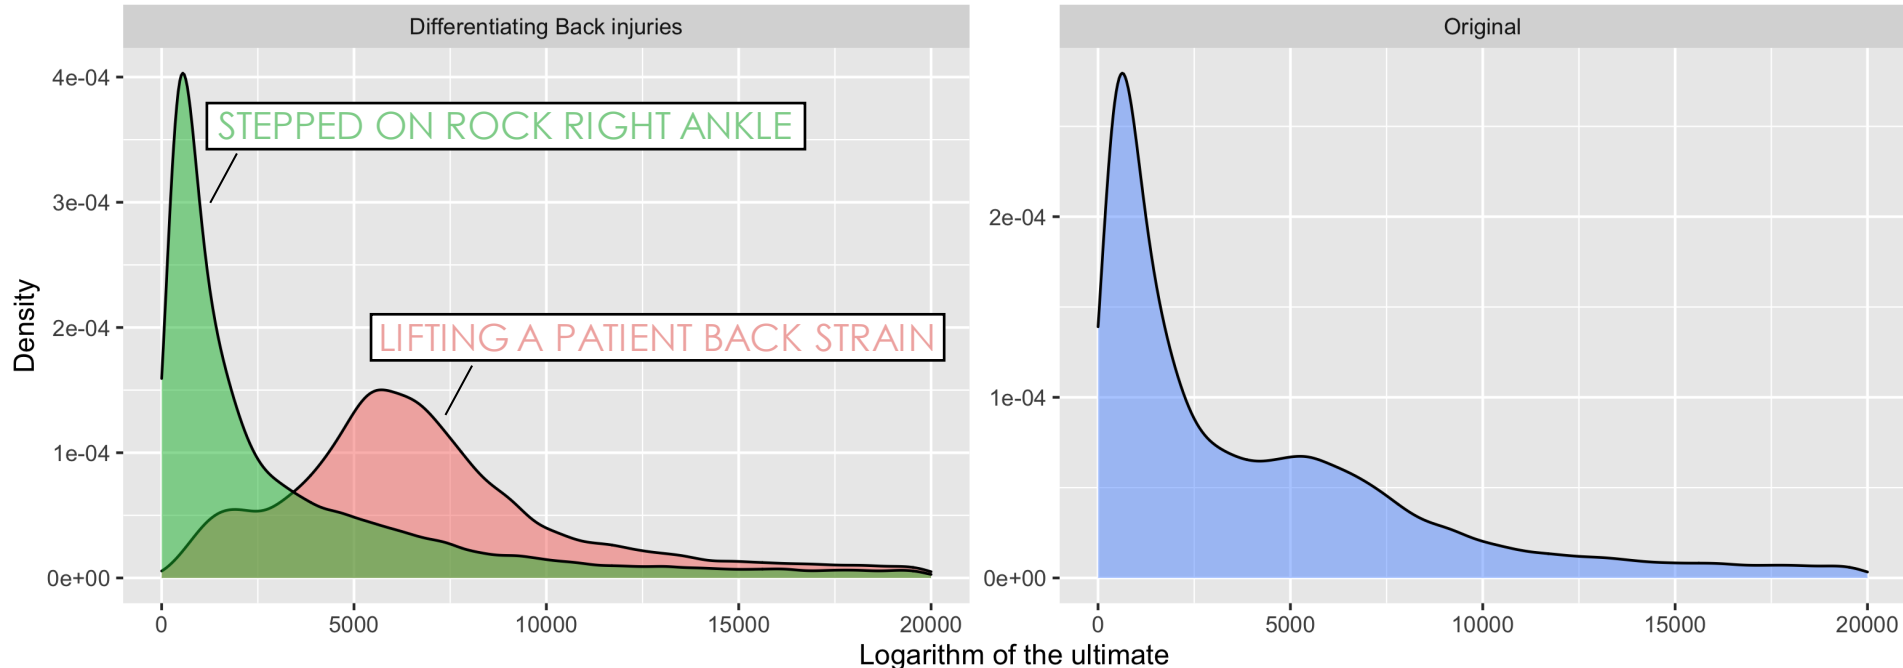 Differentiating Back injuries
Original
4e-04
3e-04
2e-04
1e-04
0e+00
Density
STEPPED ON ROCK RIGHT ANKLE
LIFTING A PATIENT BACK STRAIN
0 5000 10000 15000 20000
2e-04
1e-04
0e+00
0 5000 10000 15000 20000
Logarithm of the ultimate